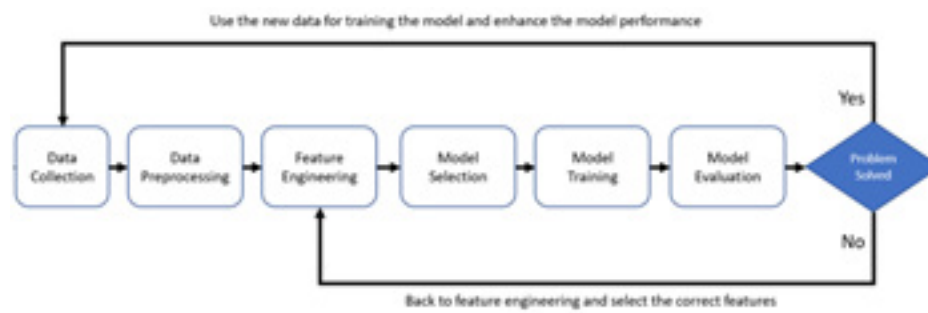 Use the new data for training the model and enhance the model performance
Yes
Data
Collection
Data
Preprocessing
Feature
Engineering
Model
Selection
Model
Training
Model
Evaluation
Problem
Solved
No
Back to feature engineering and select the correct features